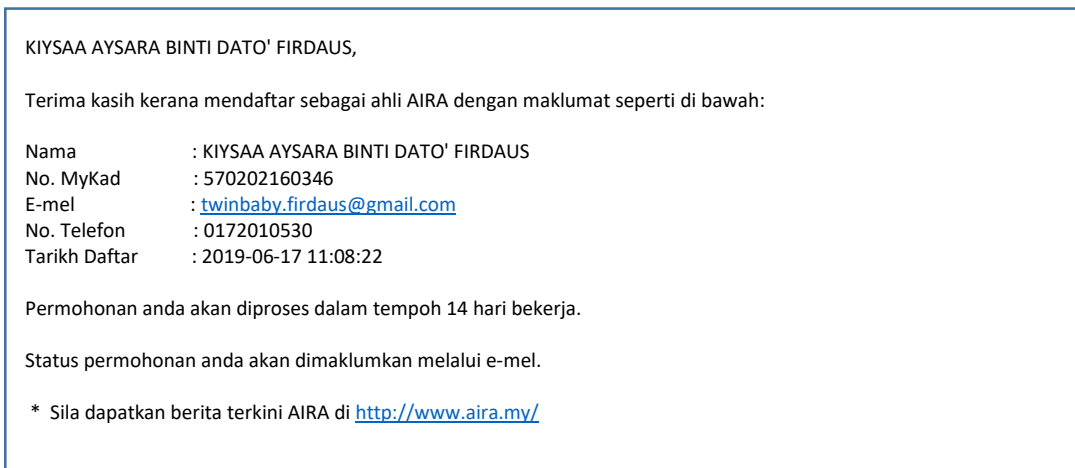 KIYSAA AYSARA BINTI DATO' FIRDAUS,
Terima kasih kerana mendaftar sebagai ahli AIRA dengan maklumat seperti di bawah:
Nama : KIYSAA AYSARA BINTI DATO' FIRDAUS
No. MyKad : 570202160346
E-mel : twinbaby.firdaus@gmail.com
No. Telefon : 0172010530
Tarikh Daftar : 2019-06-17 11:08:22
Permohonan anda akan diproses dalam tempoh 14 hari bekerja.
Status permohonan anda akan dimaklumkan melalui e-mel.
* Sila dapatkan berita terkini AIRA di http://www.aira.my/